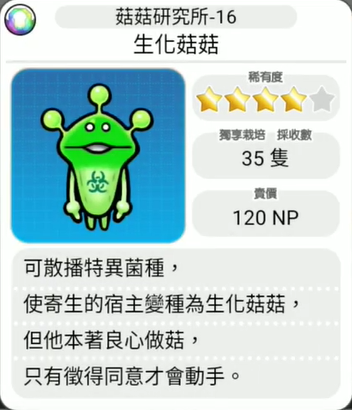 菇菇研究所-16
生化菇菇
稀有度
獨享栽培 採收數
35 隻
賣價
120 NP
可散播特異菌種，
使寄生的宿主變種為生化菇菇，
但他本著良心做菇，
只有徵得同意才會動手。